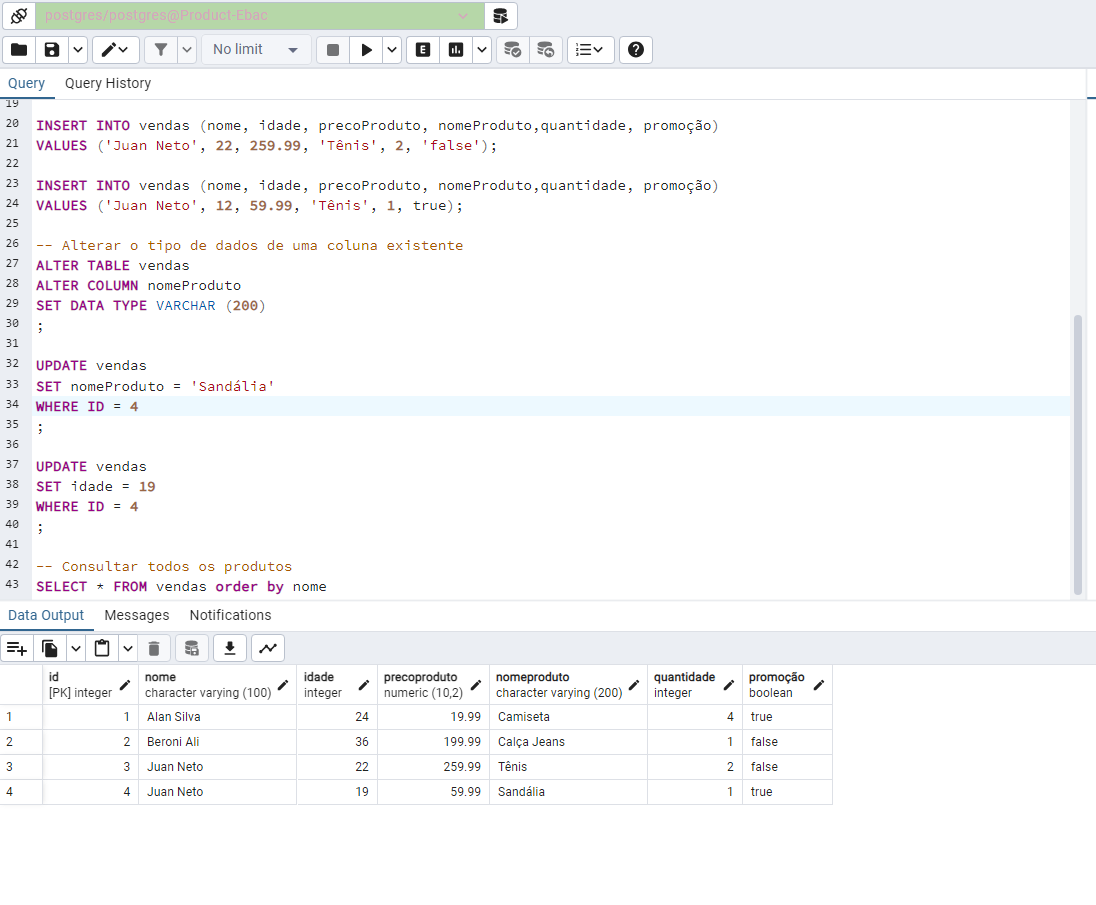 postgres/postgres@Product-Ebac
No limit
E
Query Query History
19
20 INSERT INTO vendas (nome, idade, precoProduto, nomeProduto,quantidade, promoção)
21 VALUES ('Juan Neto', 22, 259.99, 'Tênis', 2, 'false');
22
23 INSERT INTO vendas (nome, idade, precoProduto, nomeProduto,quantidade, promoção)
24 VALUES ('Juan Neto', 12, 59.99, 'Tênis', 1, true);
25
26 -- Alterar o tipo de dados de uma coluna existente
27 ALTER TABLE vendas
28 ALTER COLUMN nomeProduto
29 SET DATA TYPE VARCHAR (200)
30 ;
31
32 UPDATE vendas
33 SET nomeProduto = 'Sandália'
34 WHERE ID = 4
35 ;
36
37 UPDATE vendas
38 SET idade = 19
39 WHERE ID = 4
40 ;
41
42 -- Consultar todos os produtos
43 SELECT * FROM vendas order by nome
Data Output Messages Notifications
id nome idade precoproduto nomeproduto quantidade promoção
[PK] integer character varying (100) integer numeric (10,2) character varying (200) integer boolean
1 1 Alan Silva 24 19.99 Camiseta 4 true
2 2 Beroni Ali 36 199.99 Calça Jeans 1 false
3 3 Juan Neto 22 259.99 Tênis 2 false
4 4 Juan Neto 19 59.99 Sandália 1 true